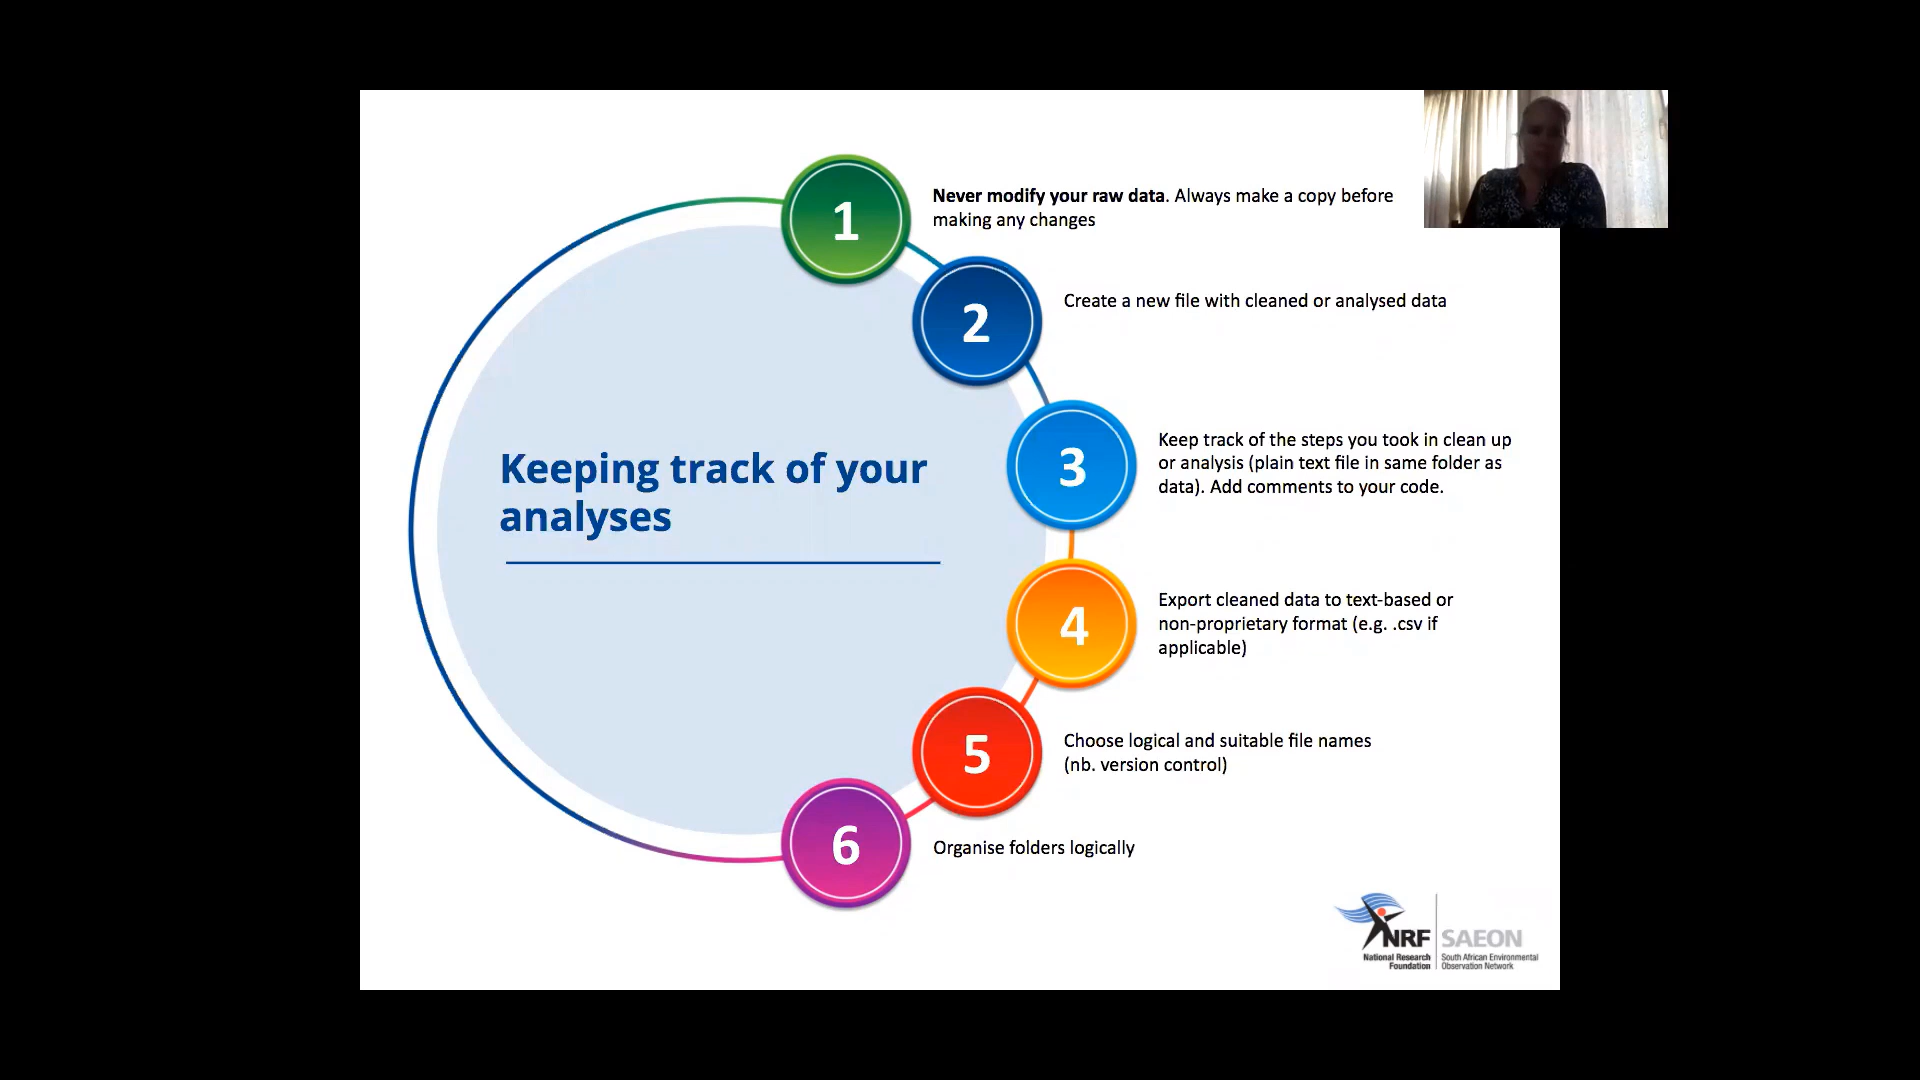 1
Never modify your raw data. Always make a copy before
making any changes
2
Create a new file with cleaned or analysed data
3
Keep track of the steps you took in clean up
or analysis (plain text file in same folder as
data). Add comments to your code.
Keeping track of your
analyses
4
Export cleaned data to text-based or
non-proprietary format (e.g. .csv if
applicable)
5
Choose logical and suitable file names
(nb. version control)
6
Organise folders logically
NRF
National Research
Foundation
SAEON
South African Environmental
Observation Network